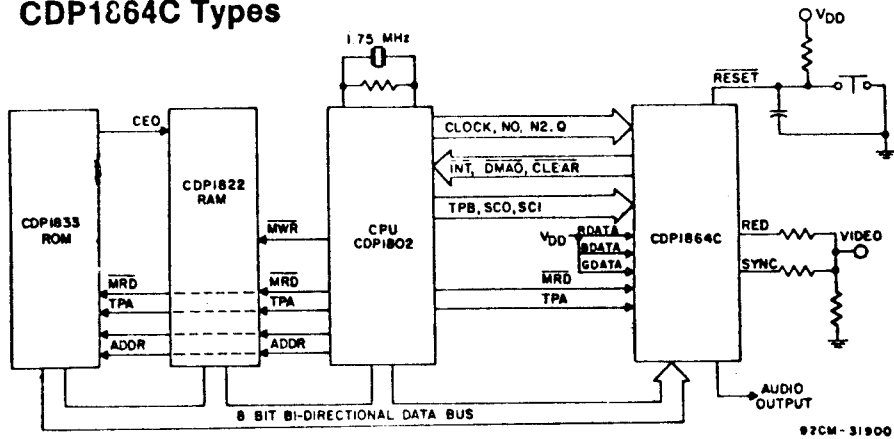 CDP1864C Types
1.75 MHz
VDD
RESET
CEO
CLOCK, N0, N2, Q
INT, DMAO, CLEAR
TPB, SC0, SC1
CDP1833
ROM
CDP1822
RAM
CPU
CDP1802
CDP1864C
MWR
MRD
TPA
ADDR
MRD
TPA
ADDR
VDD
RDATA
BDATA
GDATA
MRD
TPA
RED
SYNC
VIDEO
AUDIO
OUTPUT
8 BIT BI-DIRECTIONAL DATA BUS
92CM-31900